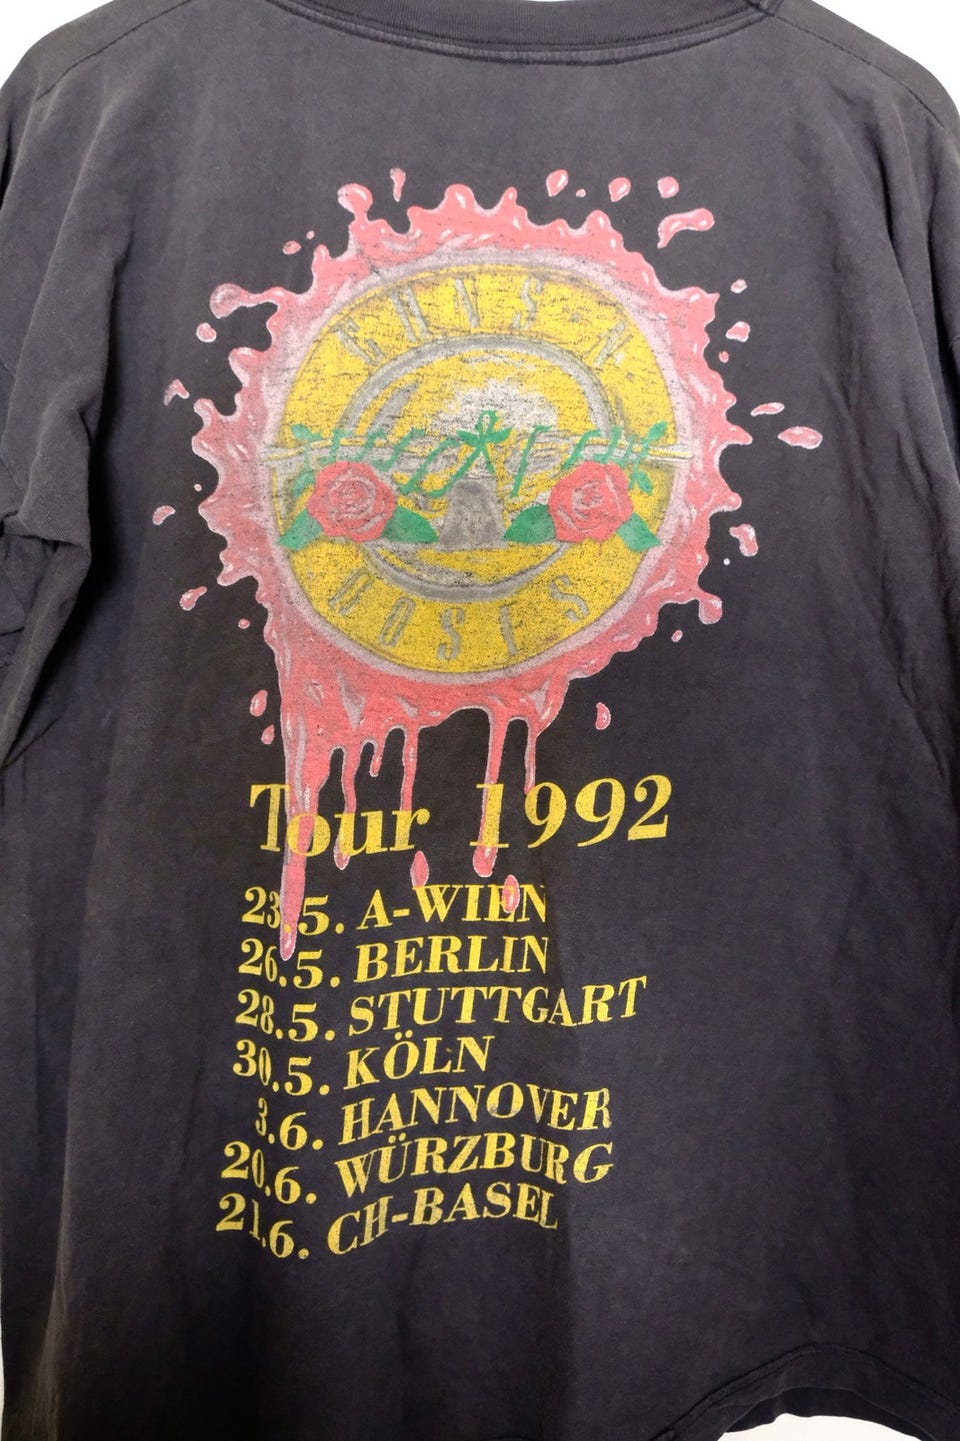 GUNS N
ROSES
Tour 1992
23.5. A-WIEN
26.5. BERLIN
28.5. STUTTGART
30.5. KÖLN
3.6. HANNOVER
20.6. WÜRZBURG
21.6. CH-BASEL